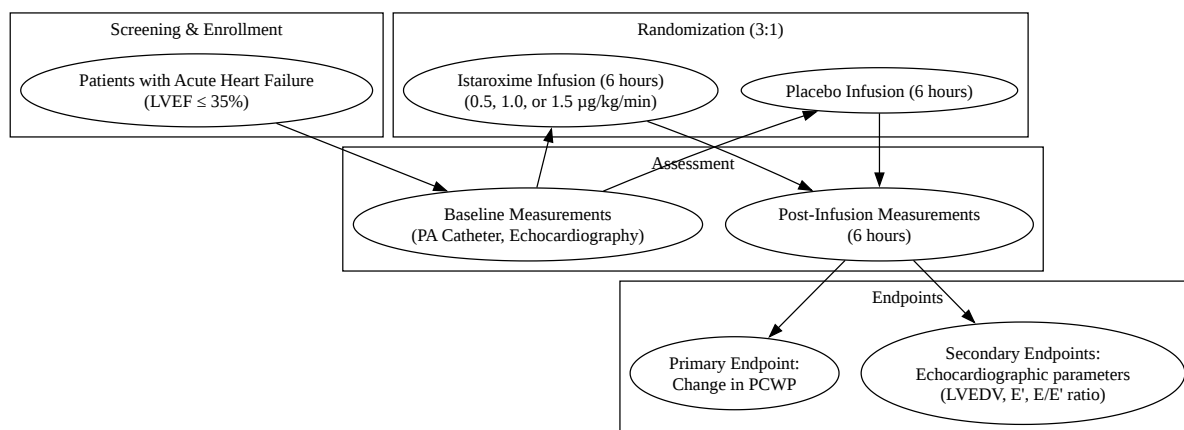 Screening & Enrollment
Patients with Acute Heart Failure
(LVEF ≤ 35%)
Randomization (3:1)
Istaroxime Infusion (6 hours)
(0.5, 1.0, or 1.5 µg/kg/min)
Placebo Infusion (6 hours)
Assessment
Baseline Measurements
(PA Catheter, Echocardiography)
Post-Infusion Measurements
(6 hours)
Endpoints
Primary Endpoint:
Change in PCWP
Secondary Endpoints:
Echocardiographic parameters
(LVEDV, E', E/E' ratio)